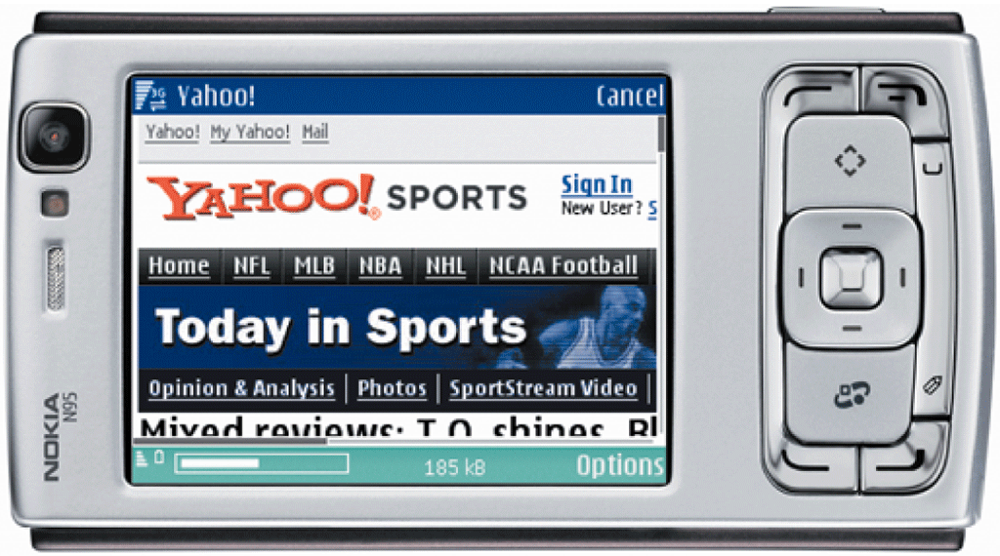 3G Yahoo! Cancel
Yahoo! My Yahoo! Mail
YAHOO! SPORTS
Sign In
New User? S
Home NFL MLB NBA NHL NCAA Football
Today in Sports
Opinion & Analysis Photos SportStream Video
Mixed reviews: T.O. shines, Bl
185 kB Options
NOKIA
N95